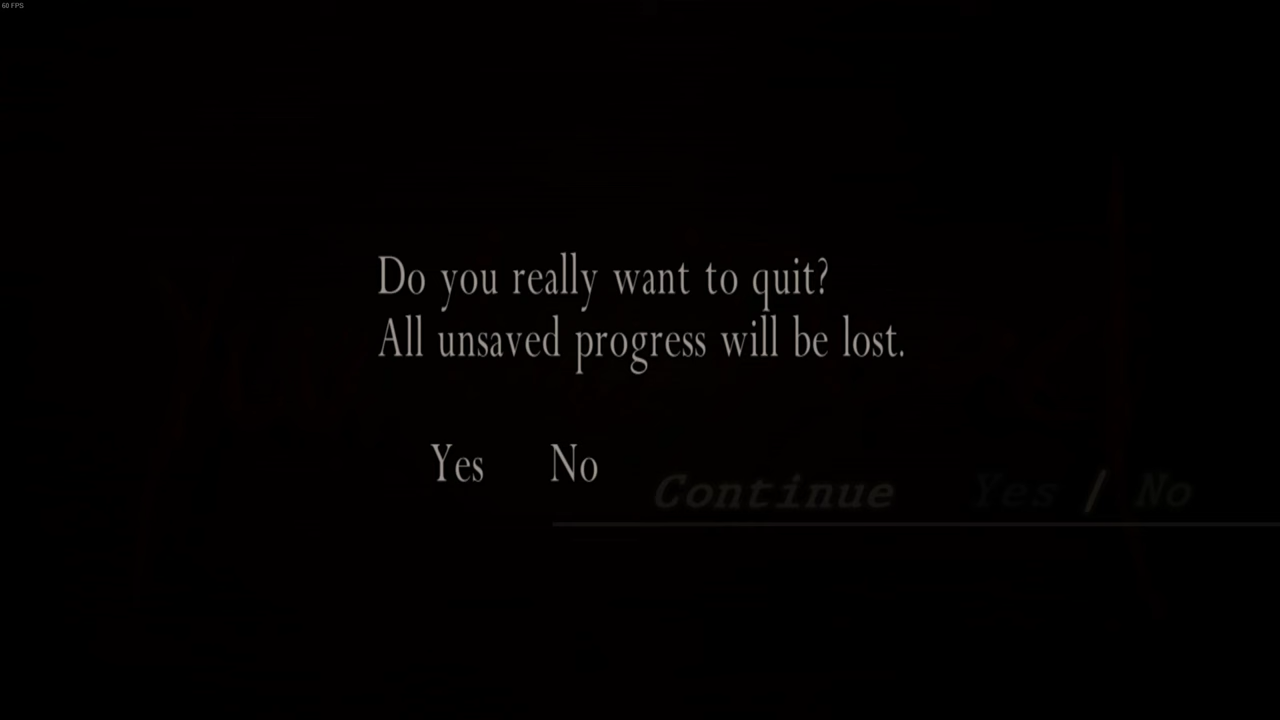 60 FPS
Do you really want to quit?
All unsaved progress will be lost.
Yes No
Continue Yes / No